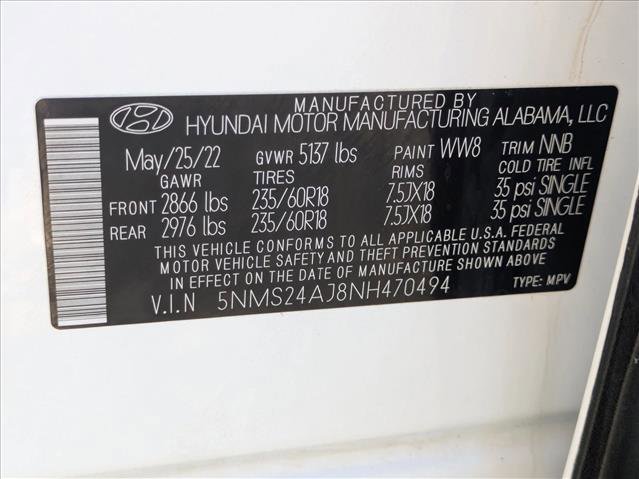 MANUFACTURED BY
HYUNDAI MOTOR MANUFACTURING ALABAMA, LLC
May/25/22 GVWR 5137 lbs PAINT WW8 TRIM NNB
GAWR TIRES RIMS COLD TIRE INFL
FRONT 2866 lbs 235/60R18 7.5JX18 35 psi SINGLE
REAR 2976 lbs 235/60R18 7.5JX18 35 psi SINGLE
THIS VEHICLE CONFORMS TO ALL APPLICABLE U.S.A. FEDERAL
MOTOR VEHICLE SAFETY AND THEFT PREVENTION STANDARDS
IN EFFECT ON THE DATE OF MANUFACTURE SHOWN ABOVE
V.I.N 5NMS24AJ8NH470494 TYPE: MPV